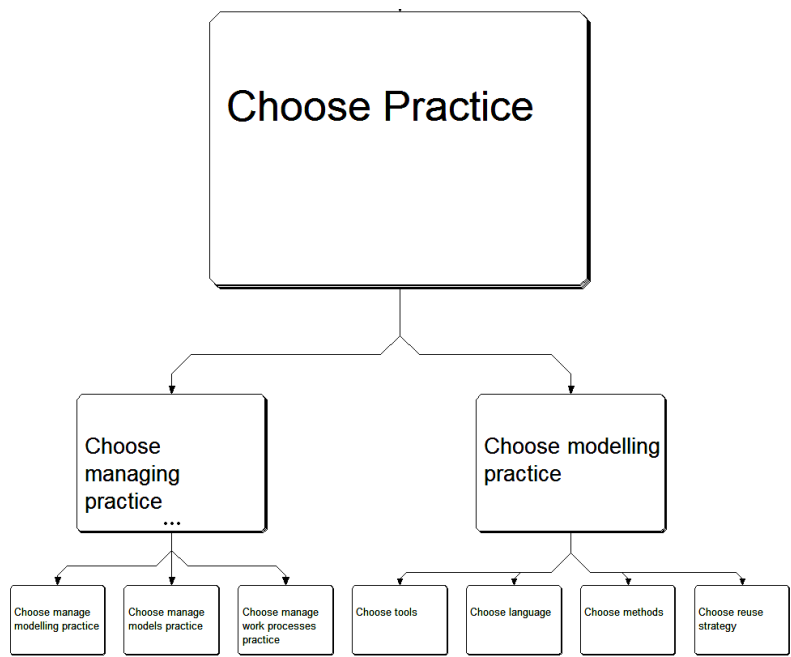 Choose Practice
Choose
managing
practice
...
Choose modelling
practice
Choose manage
modelling practice
Choose manage
models practice
Choose manage
work processes
practice
Choose tools
Choose language
Choose methods
Choose reuse
strategy